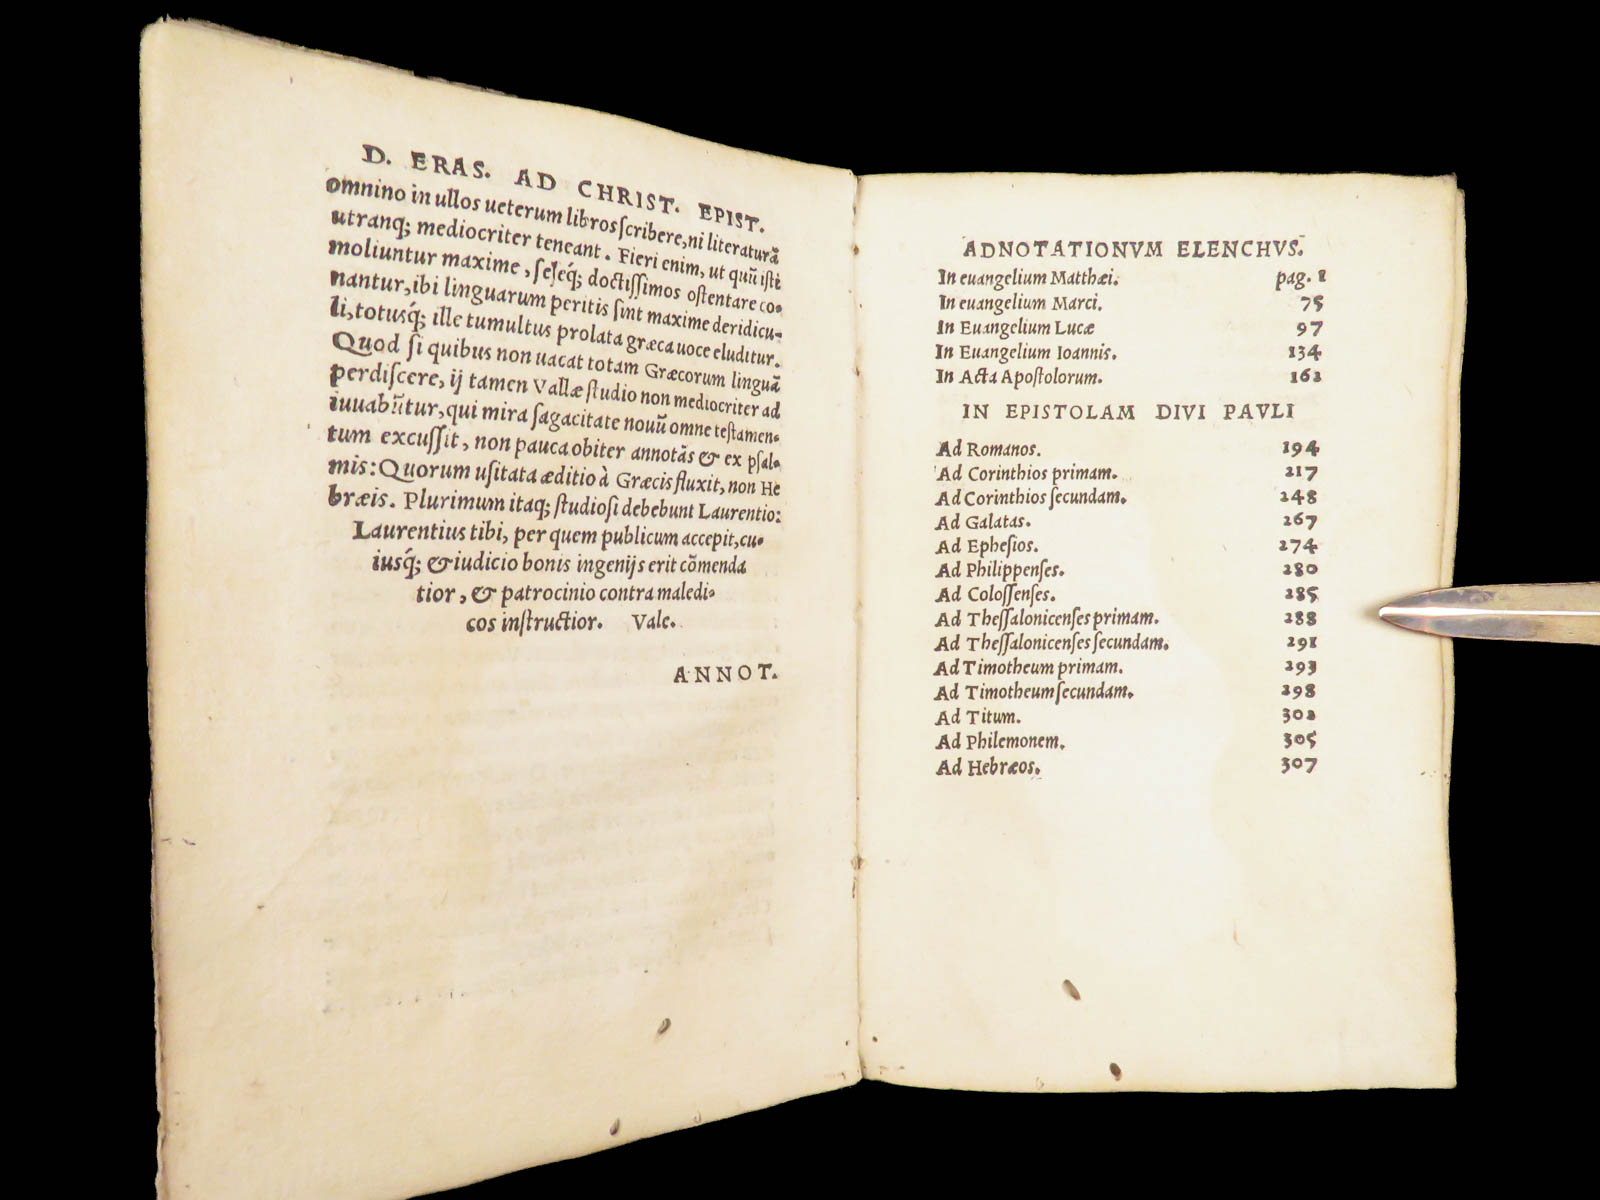 D. ERAS. AD CHRIST. EPIST.
omnino in ullos ueterum libros ſcribere, ni literaturā
utranq; mediocriter teneant. Fieri enim, ut quū iſti
moliuntur maxime, ſeſeq́; doctiſſimos oſtentare co-
nantur, ibi linguarum peritis ſint maxime deridicu-
li, totusq́; ille tumultus prolata græca uoce eluditur.
Quod ſi quibus non uacat totam Græcorum linguā
perdiſcere, ij tamen Vallæ ſtudio non mediocriter ad
iuuabūtur, qui mira ſagacitate nouū omne teſtamen-
tum excuſſit, non pauca obiter annotās & ex pſal-
mis: Quorum uſitata æditio à Græcis fluxit, non He
bræis. Plurimum itaq; ſtudioſi debebunt Laurentio:
Laurentius tibi, per quem publicum accepit, cu-
iusq́; & iudicio bonis ingenijs erit cōmenda
tior, & patrocinio contra maledi-
cos inſtructior. Vale.
ANNOT.
ADNOTATIONVM ELENCHVS.
In euangelium Matthæi. pag. 1
In euangelium Marci. 75
In Euangelium Lucæ 97
In Euangelium Ioannis. 134
In Acta Apoſtolorum. 162
IN EPISTOLAM DIVI PAVLI
Ad Romanos. 194
Ad Corinthios primam. 217
Ad Corinthios ſecundam. 248
Ad Galatas. 267
Ad Epheſios. 274
Ad Philippenſes. 280
Ad Coloſſenſes. 285
Ad Theſſalonicenſes primam. 288
Ad Theſſalonicenſes ſecundam. 291
Ad Timotheum primam. 293
Ad Timotheum ſecundam. 298
Ad Titum. 302
Ad Philemonem. 305
Ad Hebræos. 307